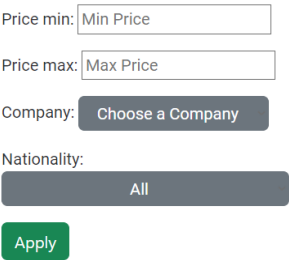 Price min: Min Price
Price max: Max Price
Company: Choose a Company
Nationality:
All
Apply